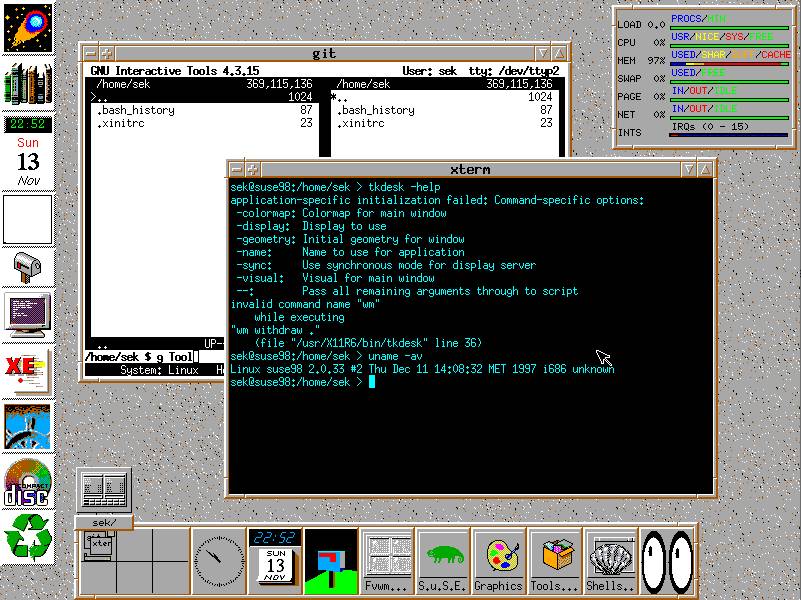 22:52
Sun
13
Nov
XE
COMPACT
disc
git
GNU Interactive Tools 4.3.15 User: sek tty: /dev/ttyp2
/home/sek 369,115,136 /home/sek 369,115,136
>.. 1024 *.. 1024
.bash_history 87 .bash_history 87
.xinitrc 23 .xinitrc 23
.. UP-
/home/sek $ g Tool
System: Linux
LOAD 0.0 PROCS/MIN
CPU 0% USR/NICE/SYS/FREE
MEM 97% USED/SHAR/BUFF/CACHE
SWAP 0% USED/FREE
PAGE 0% IN/OUT/IDLE
NET 0% IN/OUT/IDLE
INTS IRQs (0 - 15)
xterm
sek@suse98:/home/sek > tkdesk -help
application-specific initialization failed: Command-specific options:
-colormap: Colormap for main window
-display: Display to use
-geometry: Initial geometry for window
-name: Name to use for application
-sync: Use synchronous mode for display server
-visual: Visual for main window
--: Pass all remaining arguments through to script
invalid command name "wm"
while executing
"wm withdraw ."
(file "/usr/X11R6/bin/tkdesk" line 36)
sek@suse98:/home/sek > uname -av
Linux suse98 2.0.33 #2 Thu Dec 11 14:08:32 MET 1997 i686 unknown
sek@suse98:/home/sek >
sek/
git
xter
22:52
SUN
13
NOV
Fvwm...
S.u.S.E.
Graphics
Tools...
Shells..